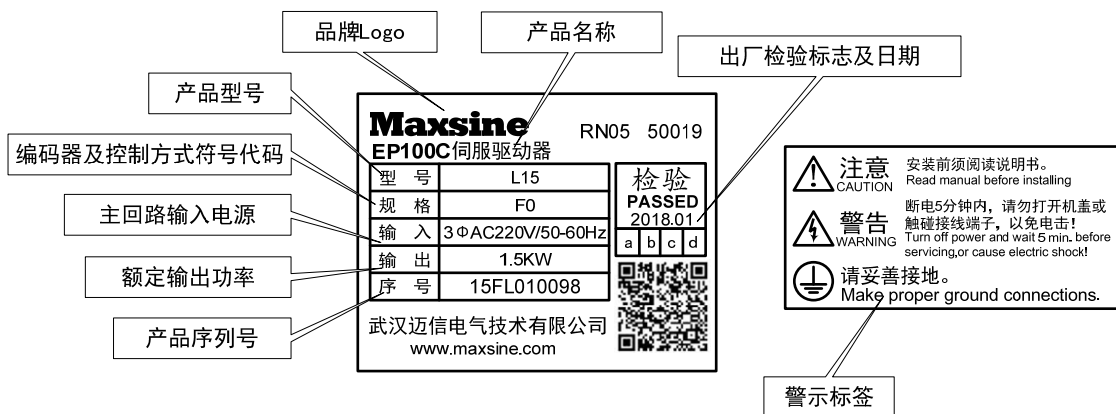 品牌Logo
产品名称
出厂检验标志及日期
产品型号
编码器及控制方式符号代码
主回路输入电源
额定输出功率
产品序列号
Maxsine
RN05 50019
EP100C伺服驱动器
型 号 L15
规 格 F0
输 入 3ΦAC220V/50-60Hz
输 出 1.5KW
序 号 15FL010098
检验
PASSED
2018.01
a b c d
武汉迈信电气技术有限公司
www.maxsine.com
注意
CAUTION
安装前须阅读说明书。
Read manual before installing
警告
WARNING
断电5分钟内，请勿打开机盖或
触碰接线端子，以免电击！
Turn off power and wait 5 min. before
servicing,or cause electric shock!
请妥善接地。
Make proper ground connections.
警示标签